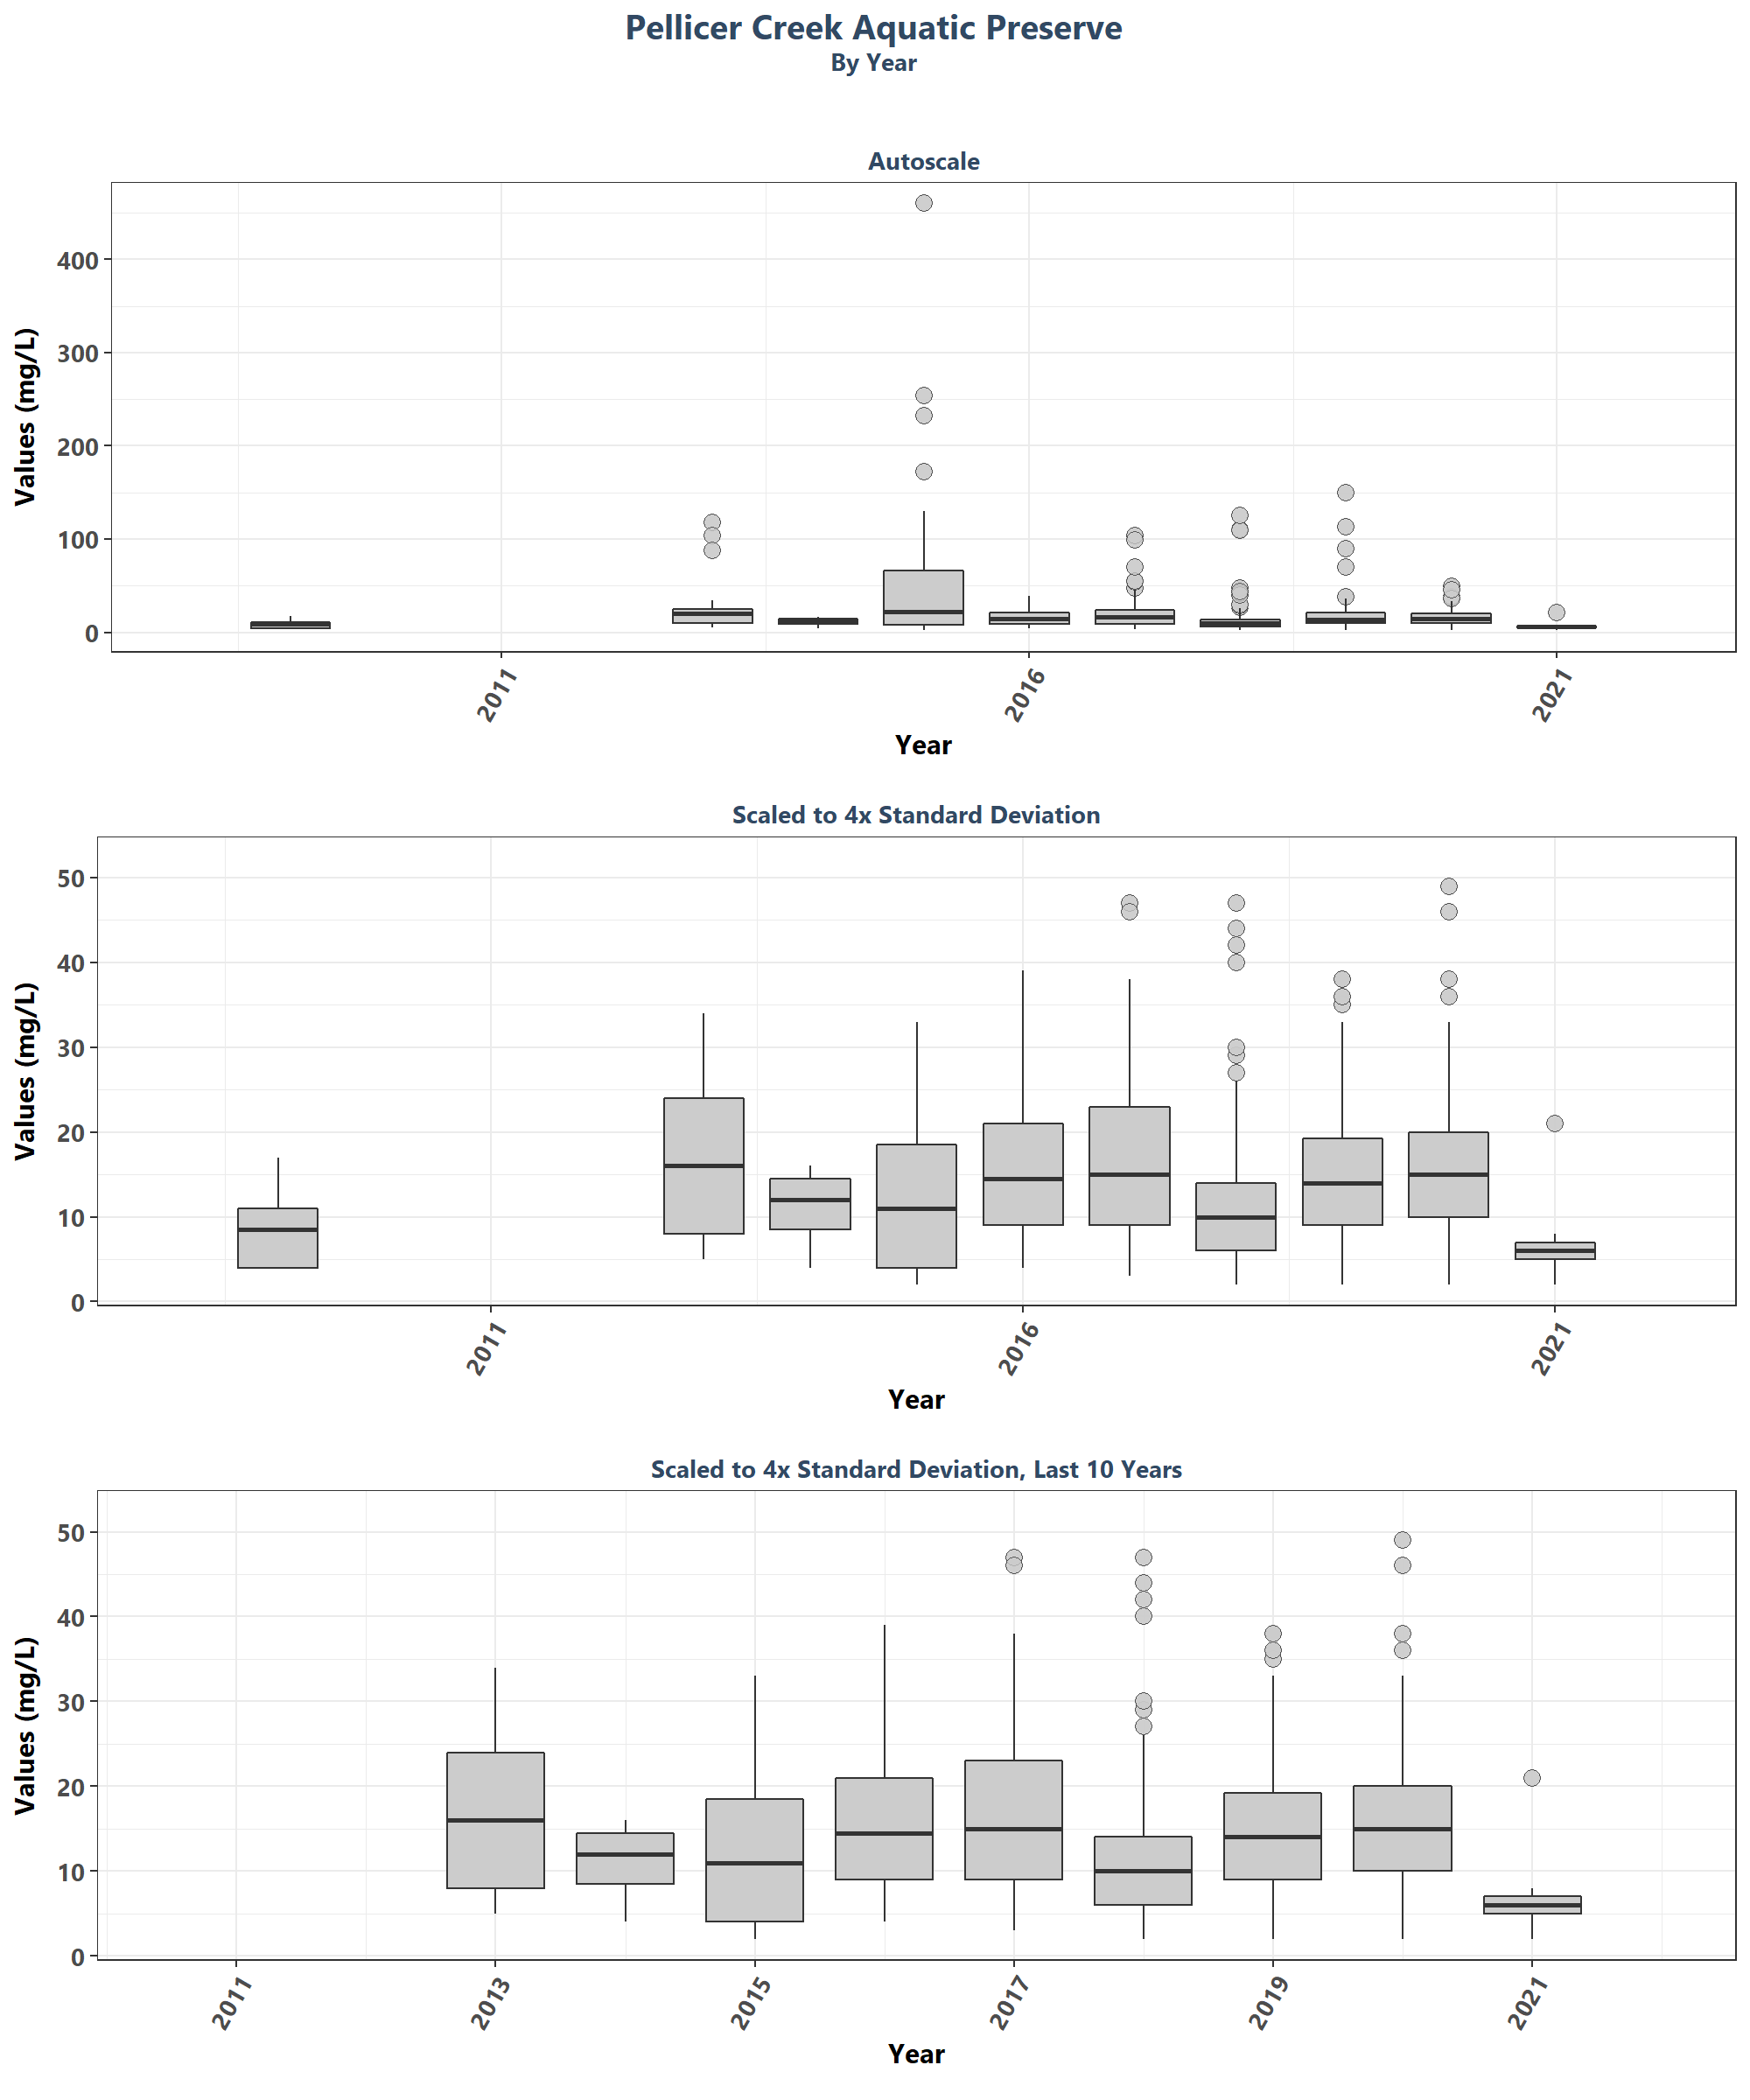 Pellicer Creek Aquatic Preserve
By Year
Autoscale
Values (mg/L)
400
300
200
100
0
2011
2016
2021
Year
Scaled to 4x Standard Deviation
Values (mg/L)
50
40
30
20
10
0
2011
2016
2021
Year
Scaled to 4x Standard Deviation, Last 10 Years
Values (mg/L)
50
40
30
20
10
0
2011
2013
2015
2017
2019
2021
Year